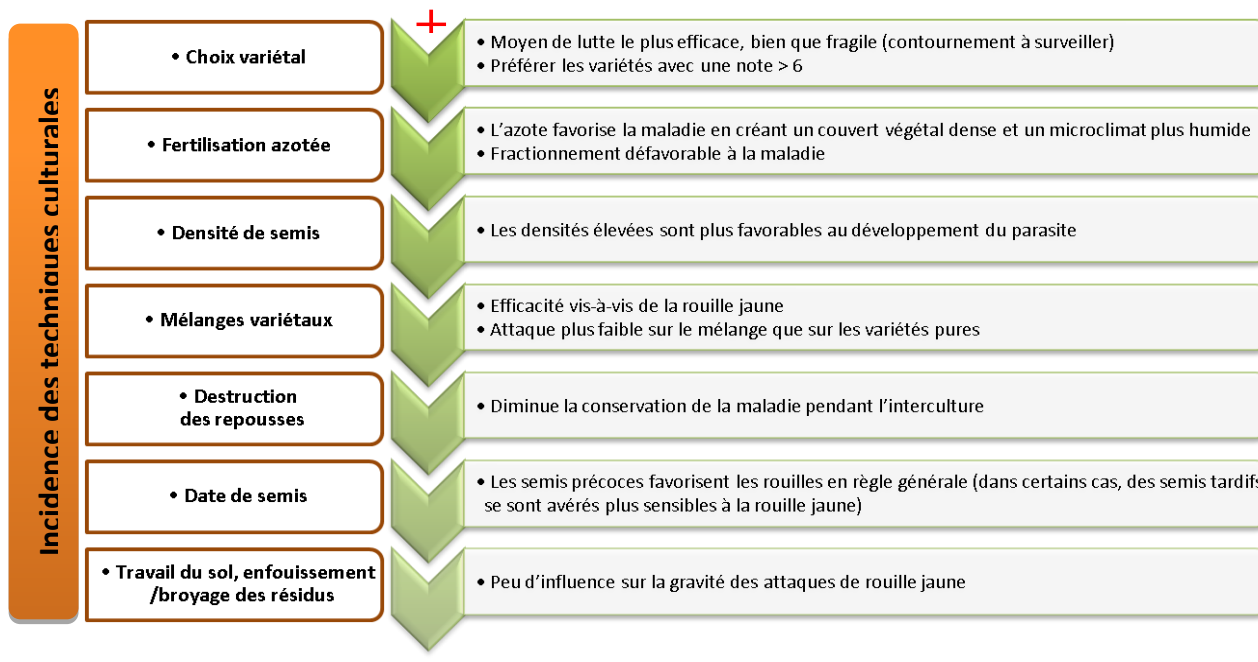 Incidence des techniques culturales
+
• Choix variétal
• Moyen de lutte le plus efficace, bien que fragile (contournement à surveiller)
• Préférer les variétés avec une note > 6
• Fertilisation azotée
• L'azote favorise la maladie en créant un couvert végétal dense et un microclimat plus humide
• Fractionnement défavorable à la maladie
• Densité de semis
• Les densités élevées sont plus favorables au développement du parasite
• Mélanges variétaux
• Efficacité vis-à-vis de la rouille jaune
• Attaque plus faible sur le mélange que sur les variétés pures
• Destruction
des repousses
• Diminue la conservation de la maladie pendant l'interculture
• Date de semis
• Les semis précoces favorisent les rouilles en règle générale (dans certains cas, des semis tardifs
se sont avérés plus sensibles à la rouille jaune)
• Travail du sol, enfouissement
/broyage des résidus
• Peu d'influence sur la gravité des attaques de rouille jaune